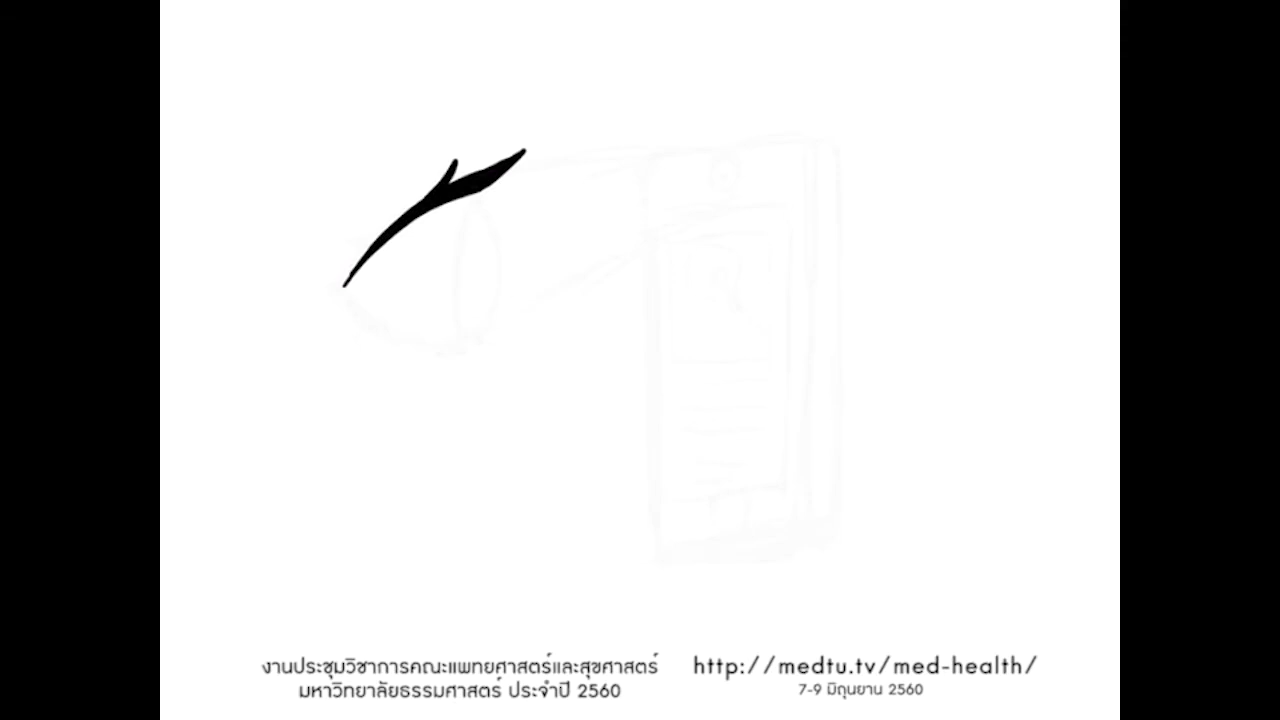 งานประชุมวิชาการคณะแพทยศาสตร์และสุขศาสตร์
มหาวิทยาลัยธรรมศาสตร์ ประจำปี 2560
http://medtu.tv/med-health/
7-9 มิถุนยาน 2560